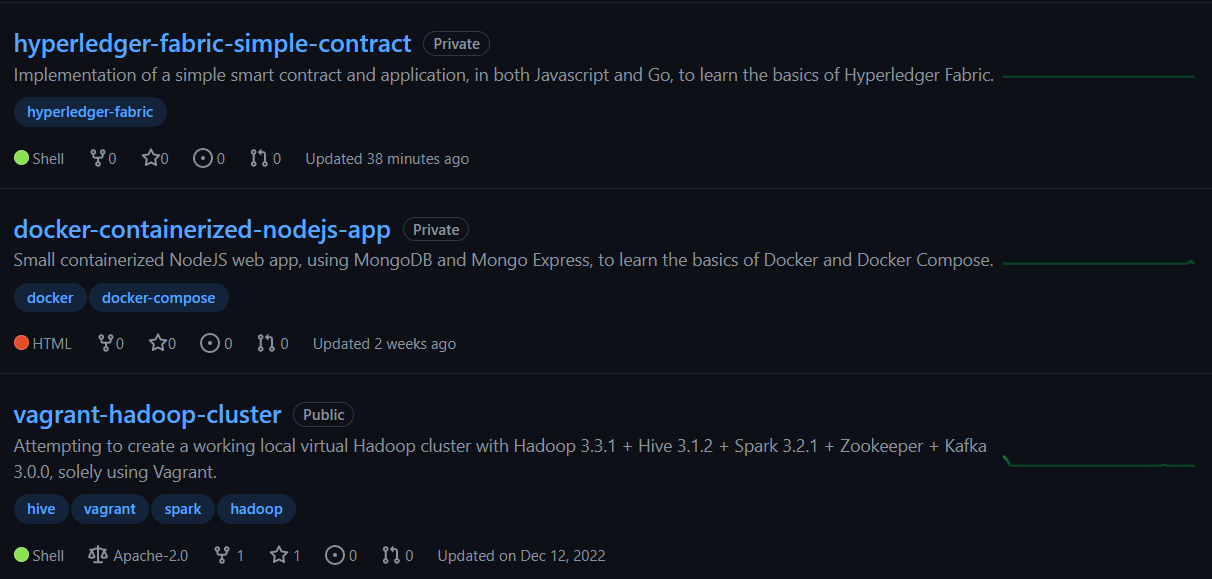 hyperledger-fabric-simple-contract Private
Implementation of a simple smart contract and application, in both Javascript and Go, to learn the basics of Hyperledger Fabric.
hyperledger-fabric
Shell 0 0 0 0 Updated 38 minutes ago
docker-containerized-nodejs-app Private
Small containerized NodeJS web app, using MongoDB and Mongo Express, to learn the basics of Docker and Docker Compose.
docker docker-compose
HTML 0 0 0 0 Updated 2 weeks ago
vagrant-hadoop-cluster Public
Attempting to create a working local virtual Hadoop cluster with Hadoop 3.3.1 + Hive 3.1.2 + Spark 3.2.1 + Zookeeper + Kafka
3.0.0, solely using Vagrant.
hive vagrant spark hadoop
Shell Apache-2.0 1 1 0 0 Updated on Dec 12, 2022